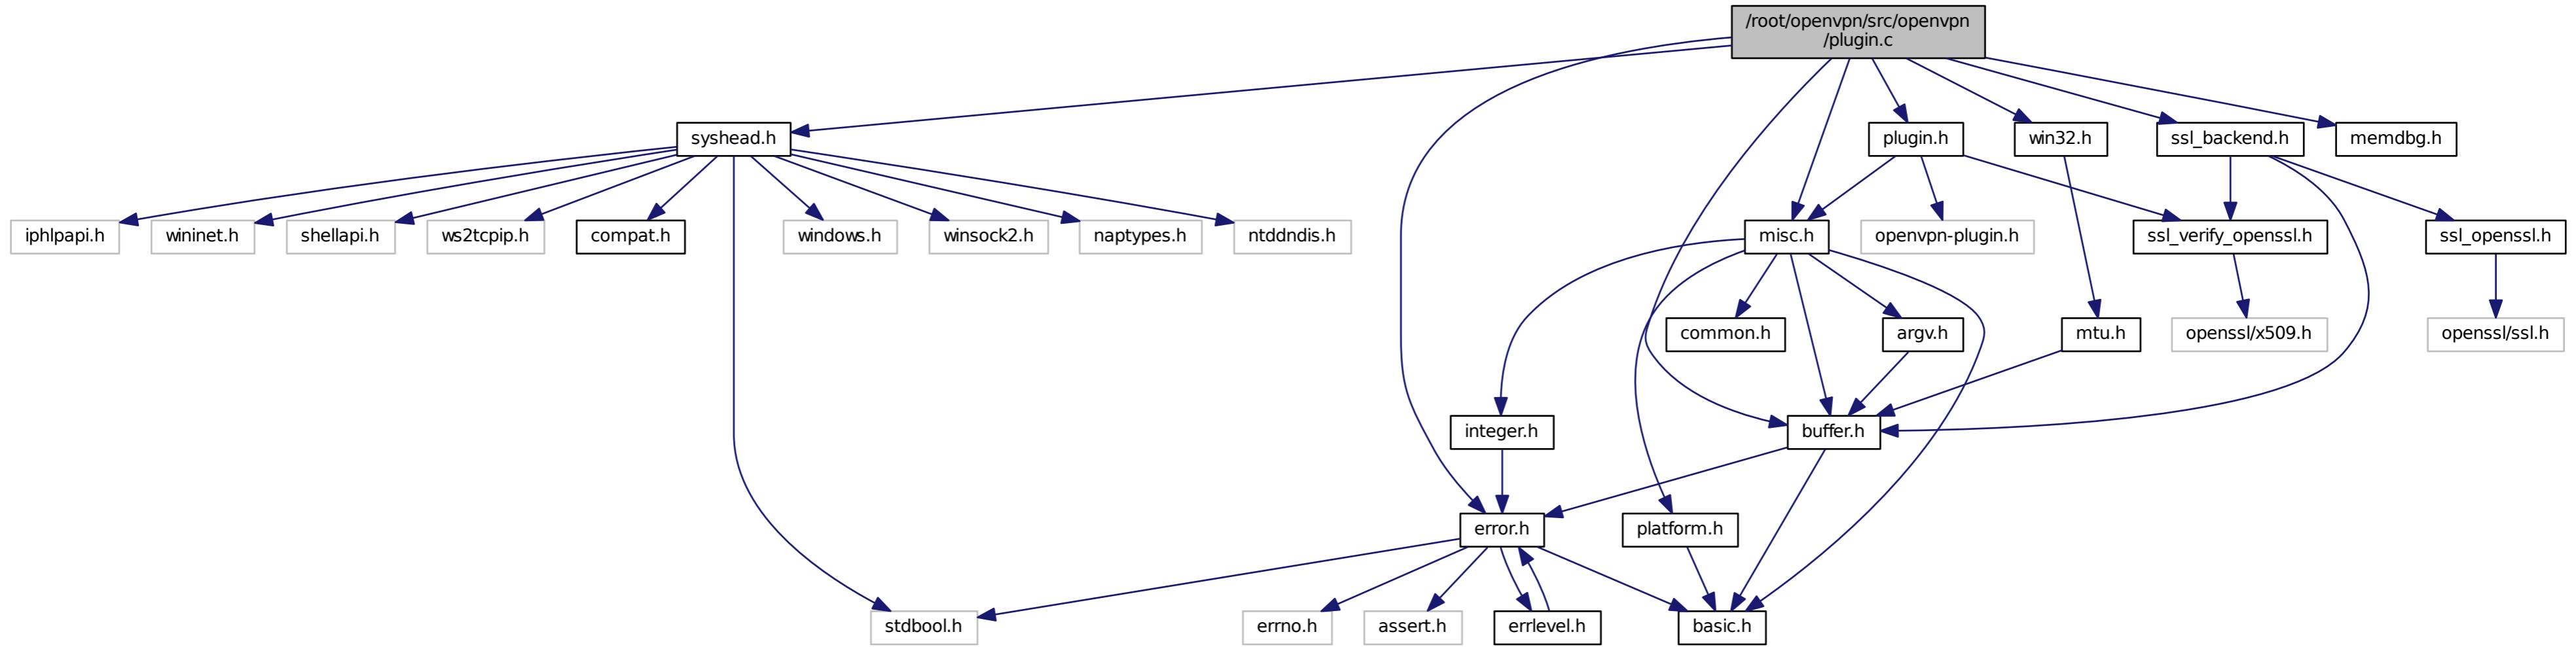 /root/openvpn/src/openvpn
/plugin.c
syshead.h
plugin.h
win32.h
ssl_backend.h
memdbg.h
iphlpapi.h
wininet.h
shellapi.h
ws2tcpip.h
compat.h
windows.h
winsock2.h
naptypes.h
ntddndis.h
misc.h
openvpn-plugin.h
ssl_verify_openssl.h
ssl_openssl.h
common.h
argv.h
mtu.h
openssl/x509.h
openssl/ssl.h
integer.h
buffer.h
error.h
platform.h
stdbool.h
errno.h
assert.h
errlevel.h
basic.h